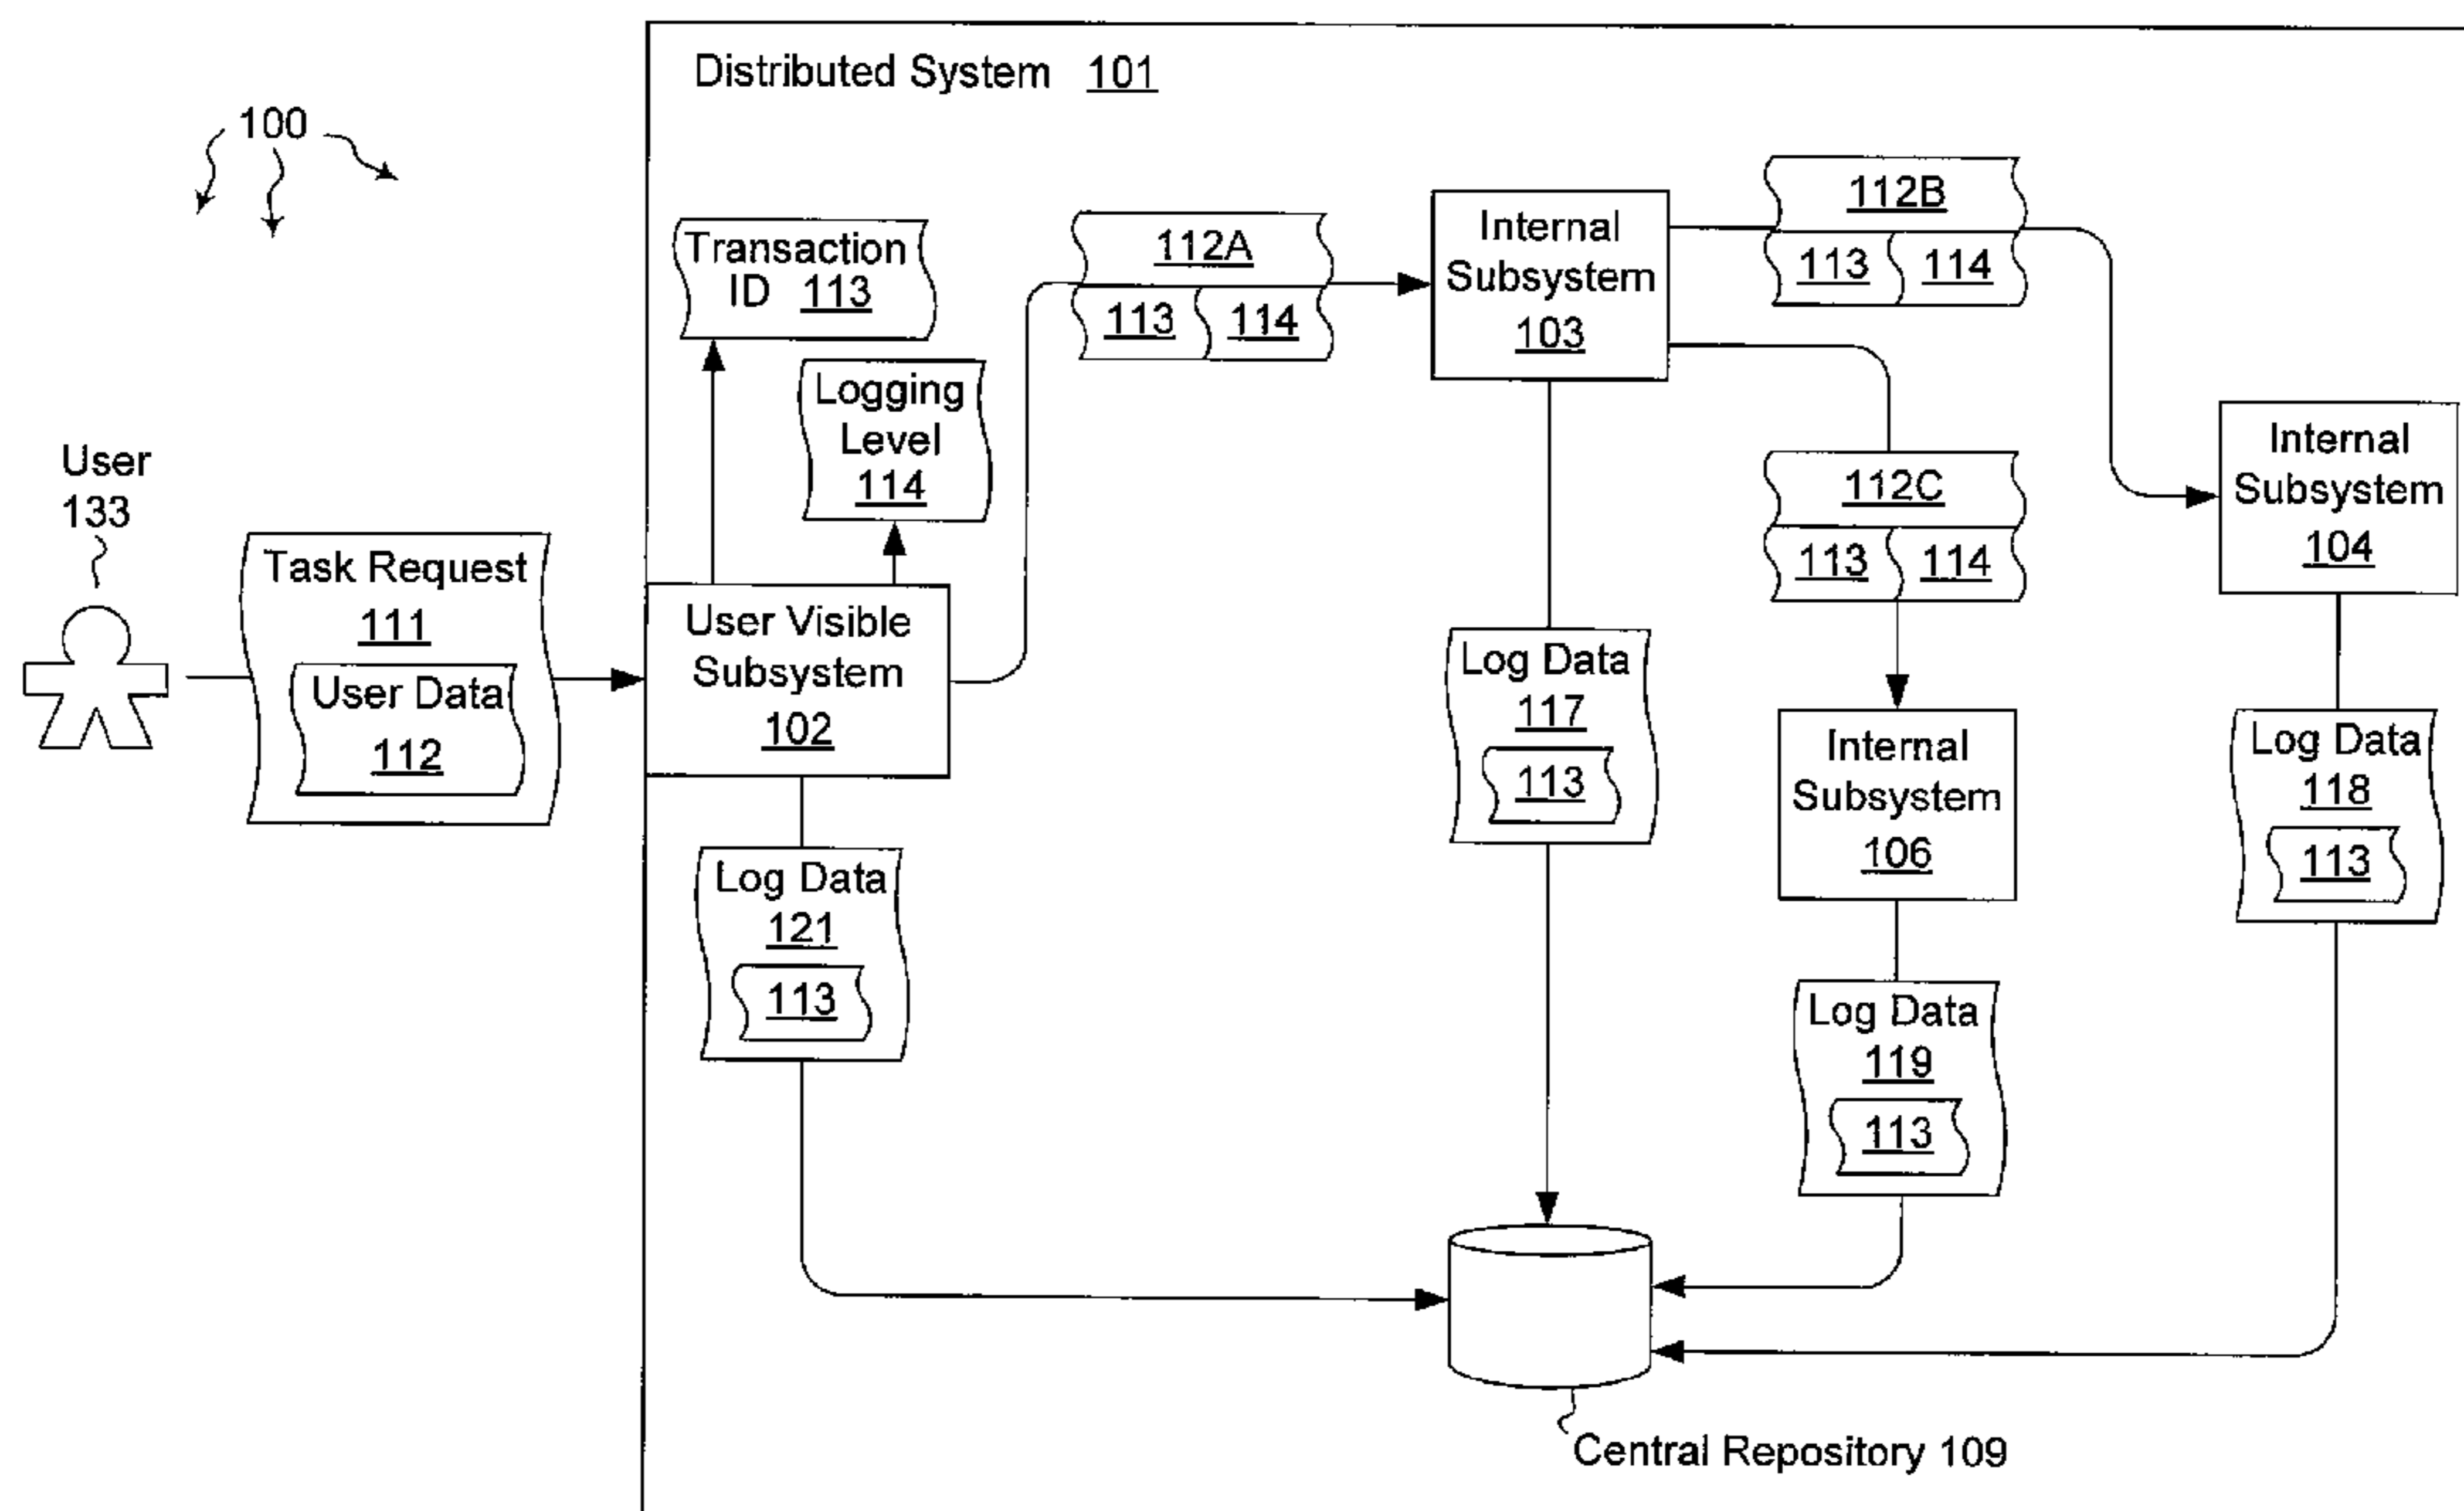 Distributed System 101
100
Transaction
ID 113
Logging
Level
114
112A
113 114
Internal
Subsystem
103
112B
113 114
112C
113 114
Internal
Subsystem
104
User
133
Task Request
111
User Data
112
User Visible
Subsystem
102
Log Data
117
113
Internal
Subsystem
106
Log Data
118
113
Log Data
121
113
Log Data
119
113
Central Repository 109